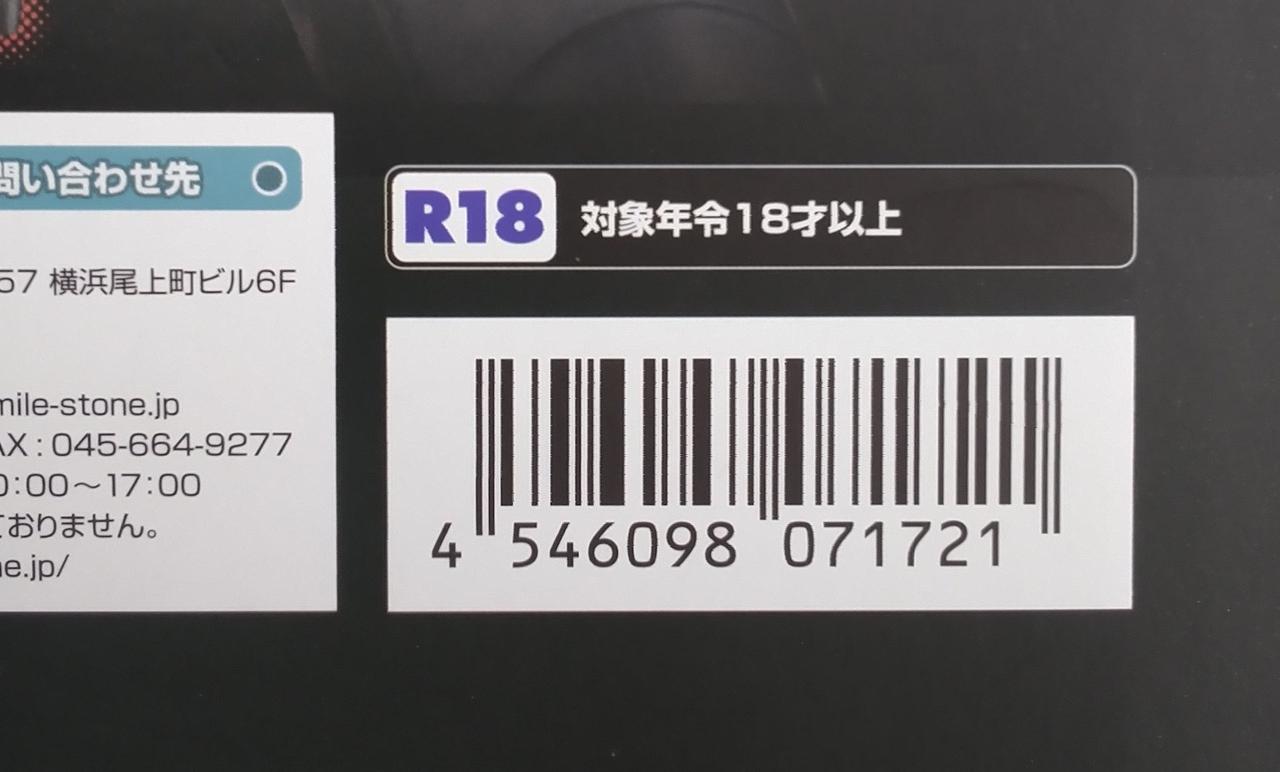 問い合わせ先
57 横浜尾上町ビル6F
mile-stone.jp
AX : 045-664-9277
0:00～17:00
ておりません。
ne.jp/
R18 対象年令18才以上
4 546098 071721